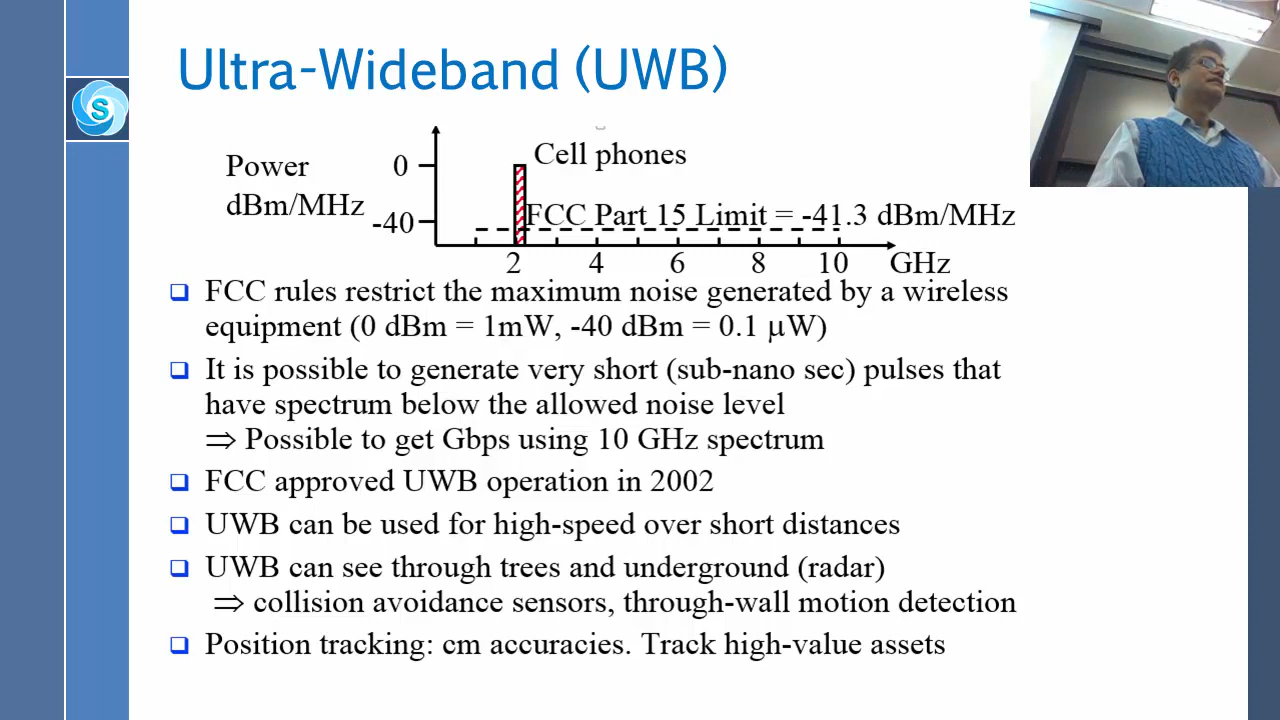 Ultra-Wideband (UWB)
S
Power
dBm/MHz
0
-40
Cell phones
FCC Part 15 Limit = -41.3 dBm/MHz
2 4 6 8 10 GHz
❑ FCC rules restrict the maximum noise generated by a wireless
equipment (0 dBm = 1mW, -40 dBm = 0.1 μW)
❑ It is possible to generate very short (sub-nano sec) pulses that
have spectrum below the allowed noise level
⇒ Possible to get Gbps using 10 GHz spectrum
❑ FCC approved UWB operation in 2002
❑ UWB can be used for high-speed over short distances
❑ UWB can see through trees and underground (radar)
⇒ collision avoidance sensors, through-wall motion detection
❑ Position tracking: cm accuracies. Track high-value assets